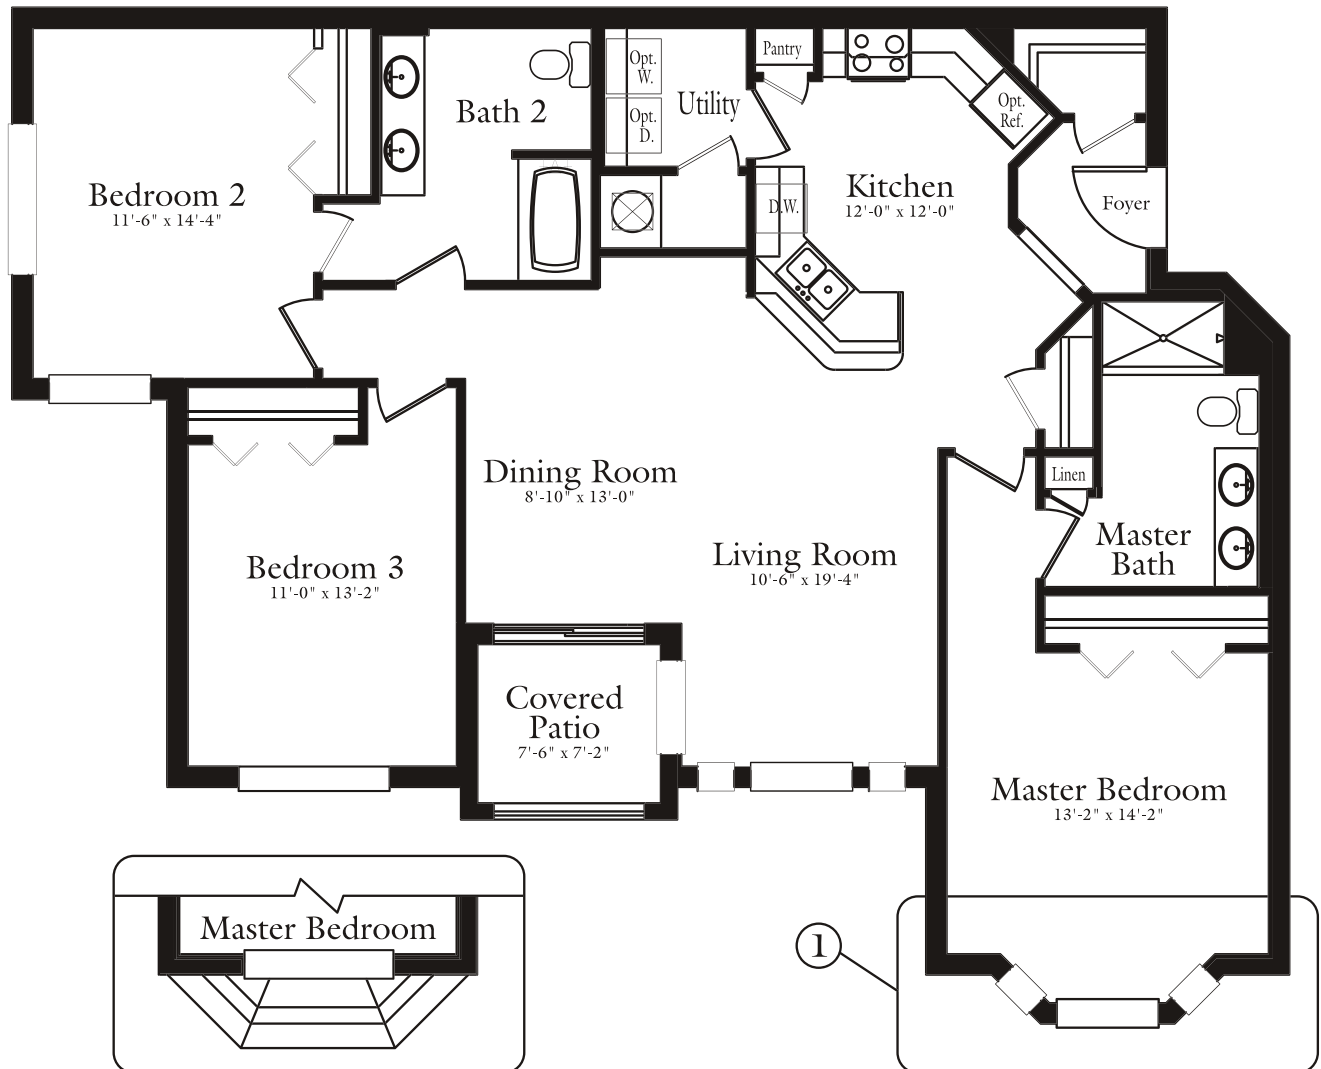 Pantry
Opt.
W.
Utility
Opt.
D.
Bath 2
Opt.
Ref.
Bedroom 2
11'-6" x 14'-4"
Kitchen
12'-0" x 12'-0"
D.W.
Foyer
Dining Room
8'-10" x 13'-0"
Linen
Living Room
10'-6" x 19'-4"
Master
Bath
Bedroom 3
11'-0" x 13'-2"
Covered
Patio
7'-6" x 7'-2"
Master Bedroom
13'-2" x 14'-2"
Master Bedroom
1